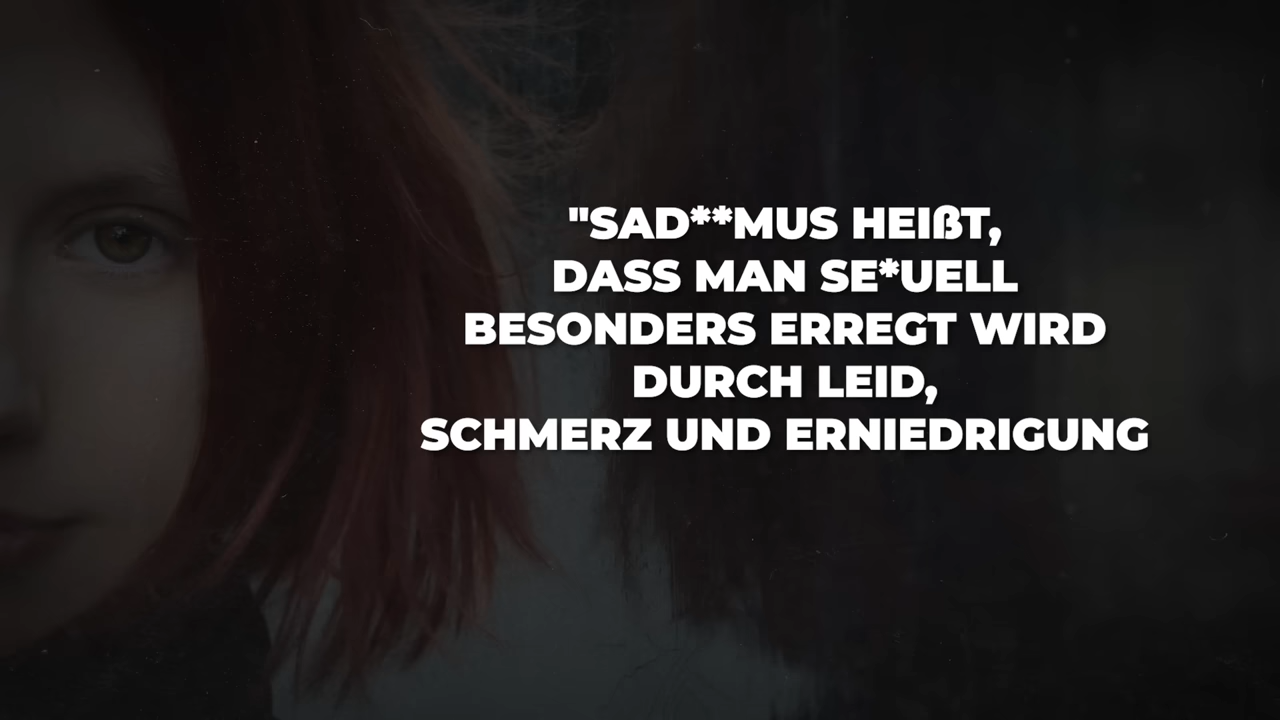 "SAD**MUS HEIßT,
DASS MAN SE*UELL
BESONDERS ERREGT WIRD
DURCH LEID,
SCHMERZ UND ERNIEDRIGUNG